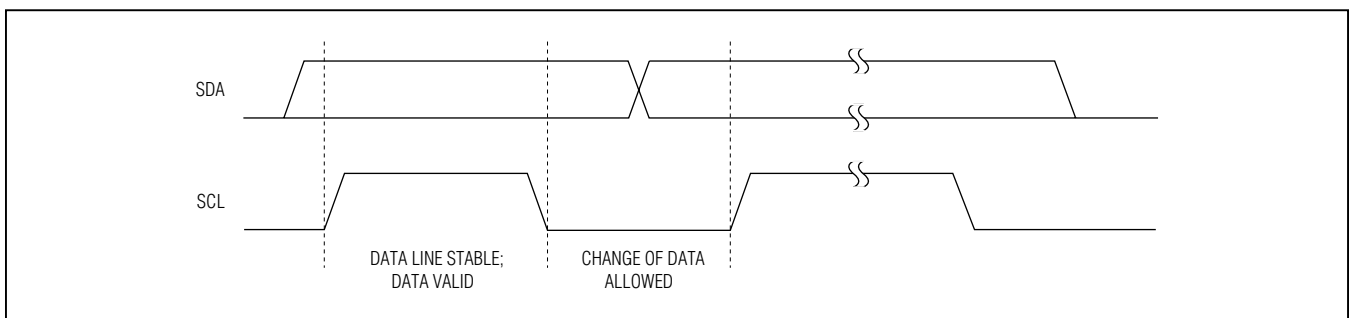 SDA
SCL
DATA LINE STABLE;
DATA VALID
CHANGE OF DATA
ALLOWED